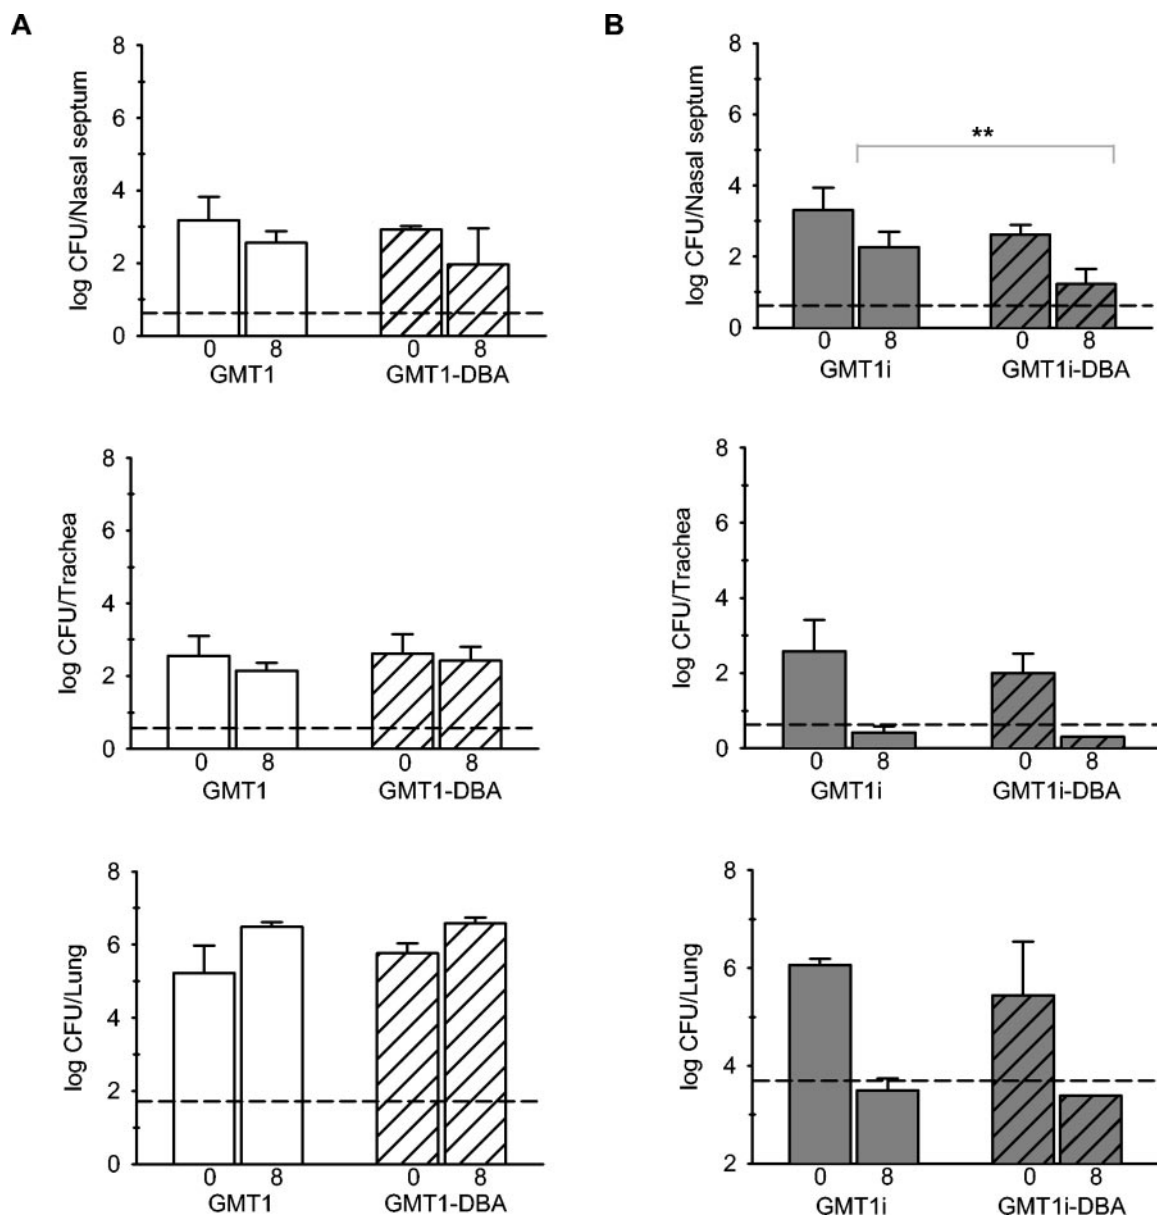 A
log CFU/Nasal septum
8
6
4
2
0
0 8 0 8
GMT1 GMT1-DBA
log CFU/Trachea
8
6
4
2
0
0 8 0 8
GMT1 GMT1-DBA
log CFU/Lung
8
6
4
2
0
0 8 0 8
GMT1 GMT1-DBA
B
log CFU/Nasal septum
8
6
4
2
0
**
0 8 0 8
GMT1i GMT1i-DBA
log CFU/Trachea
8
6
4
2
0
0 8 0 8
GMT1i GMT1i-DBA
log CFU/Lung
8
6
4
2
0 8 0 8
GMT1i GMT1i-DBA